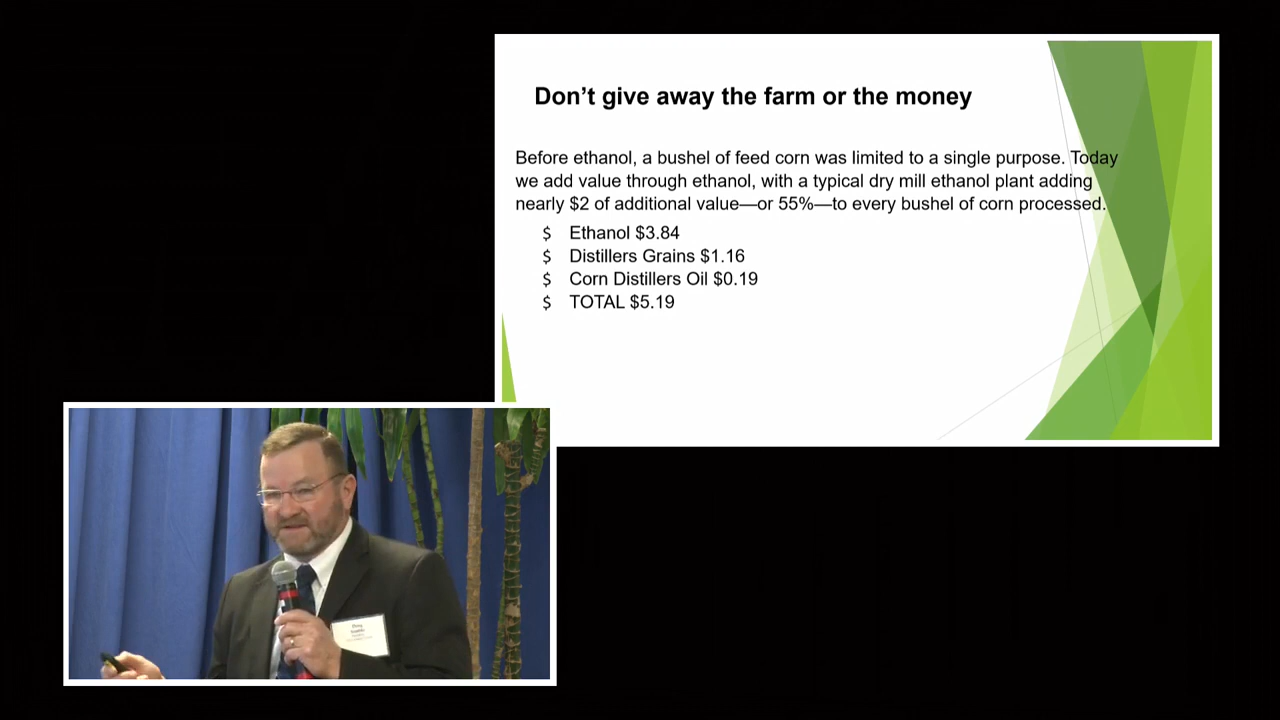 Don’t give away the farm or the money
Before ethanol, a bushel of feed corn was limited to a single purpose. Today
we add value through ethanol, with a typical dry mill ethanol plant adding
nearly $2 of additional value—or 55%—to every bushel of corn processed.
$ Ethanol $3.84
$ Distillers Grains $1.16
$ Corn Distillers Oil $0.19
$ TOTAL $5.19